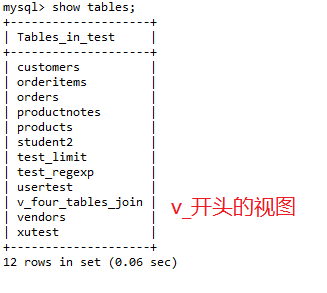 mysql> show tables;
+--------------------+
| Tables_in_test     |
+--------------------+
| customers          |
| orderitems         |
| orders             |
| productnotes       |
| products           |
| student2           |
| test_limit         |
| test_regexp        |
| usertest           |
| v_four_tables_join |
| vendors            |
| xutest             |
+--------------------+
12 rows in set (0.06 sec)
v_开头的视图